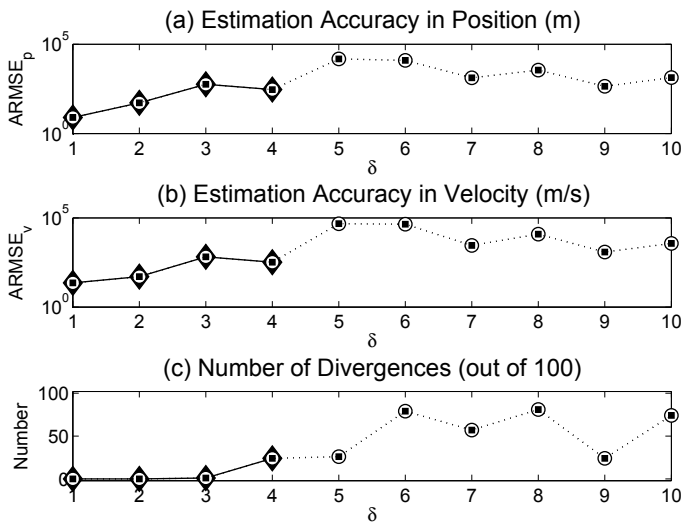 (a) Estimation Accuracy in Position (m)
10^5
10^0
ARMSE_p
1 2 3 4 5 6 7 8 9 10
δ
(b) Estimation Accuracy in Velocity (m/s)
10^5
10^0
ARMSE_v
1 2 3 4 5 6 7 8 9 10
δ
(c) Number of Divergences (out of 100)
100
50
0
Number
1 2 3 4 5 6 7 8 9 10
δ